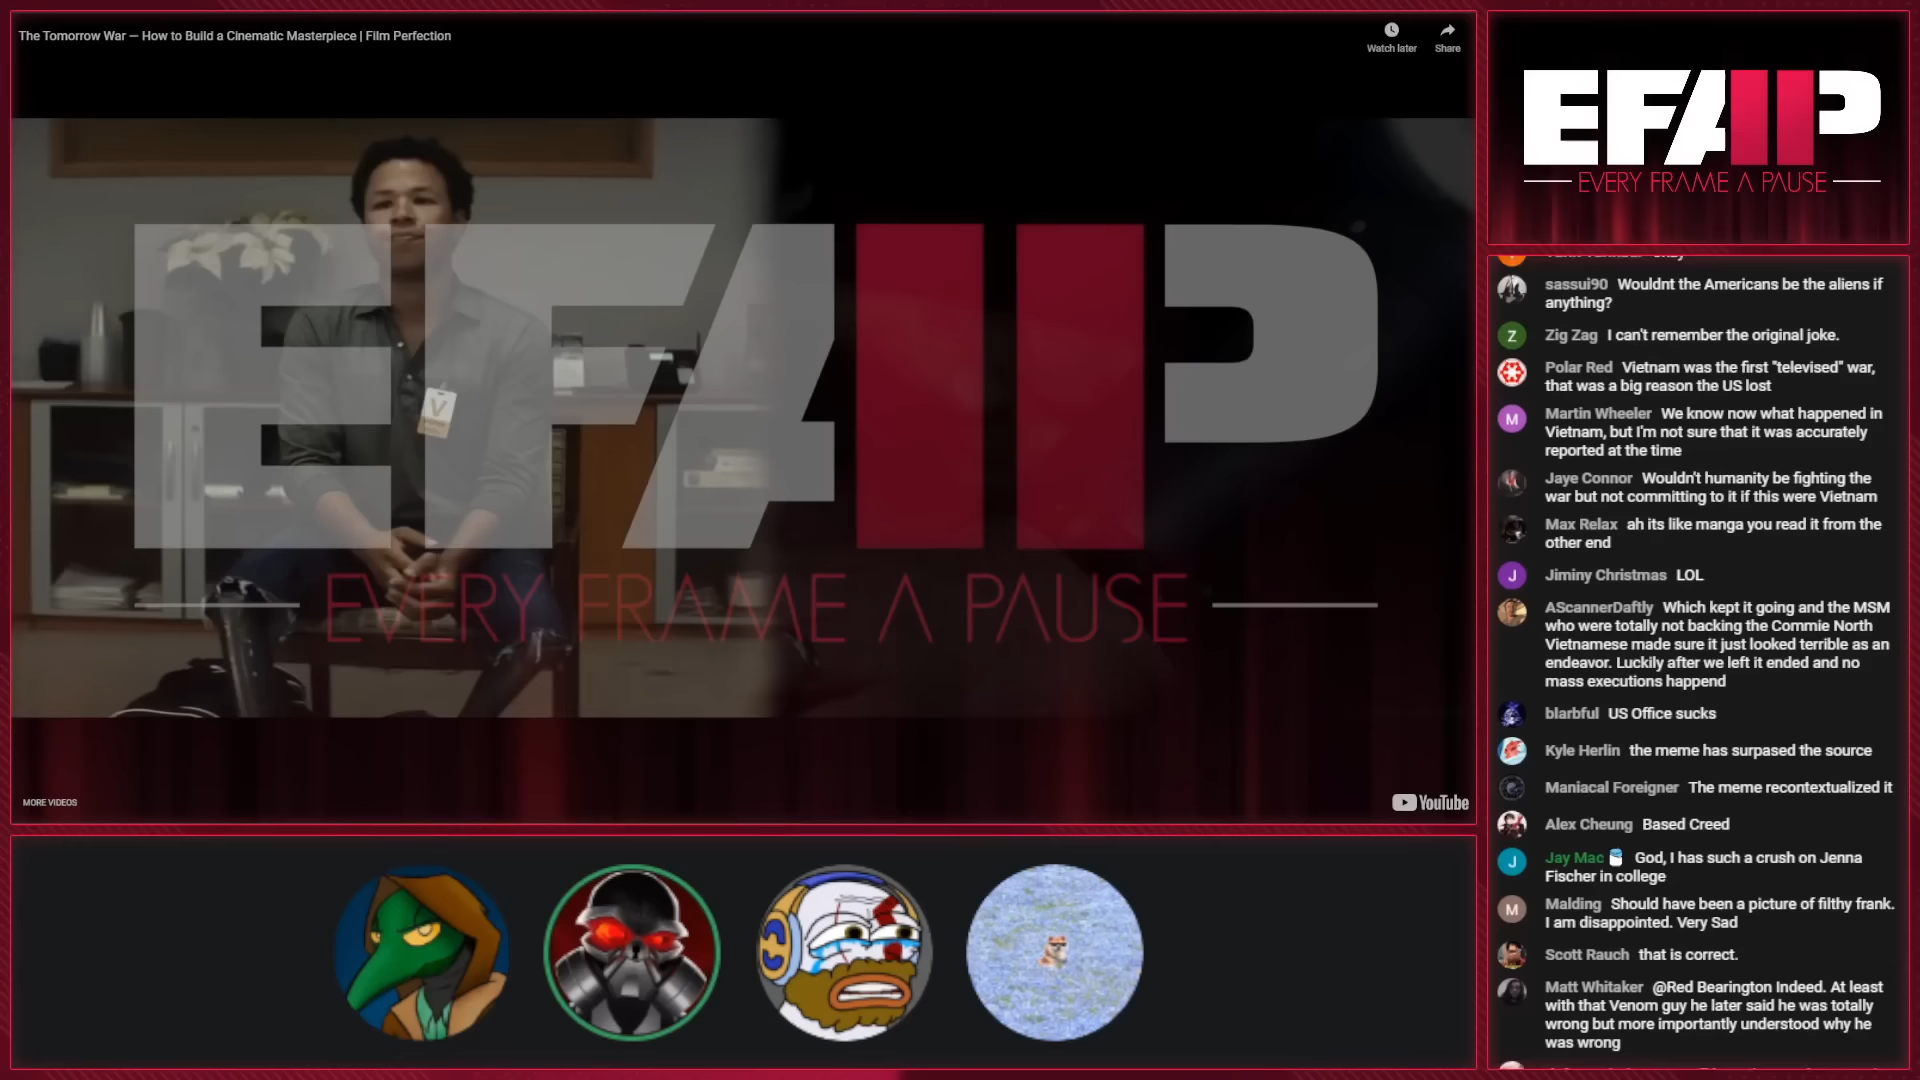 The Tomorrow War — How to Build a Cinematic Masterpiece | Film Perfection
Watch later
Share
EFAP
EVERY FRAME A PAUSE
V
MORE VIDEOS
YouTube
EFAP
EVERY FRAME A PAUSE
sassui90 Wouldnt the Americans be the aliens if
anything?
Z
Zig Zag I can't remember the original joke.
Polar Red Vietnam was the first "televised" war,
that was a big reason the US lost
M
Martin Wheeler We know now what happened in
Vietnam, but I'm not sure that it was accurately
reported at the time
Jaye Connor Wouldn't humanity be fighting the
war but not committing to it if this were Vietnam
Max Relax ah its like manga you read it from the
other end
J
Jiminy Christmas LOL
AScannerDaftly Which kept it going and the MSM
who were totally not backing the Commie North
Vietnamese made sure it just looked terrible as an
endeavor. Luckily after we left it ended and no
mass executions happend
blarbful US Office sucks
Kyle Herlin the meme has surpased the source
Maniacal Foreigner The meme recontextualized it
Alex Cheung Based Creed
J
Jay Mac God, I has such a crush on Jenna
Fischer in college
M
Malding Should have been a picture of filthy frank.
I am disappointed. Very Sad
Scott Rauch that is correct.
Matt Whitaker @Red Bearington Indeed. At least
with that Venom guy he later said he was totally
wrong but more importantly understood why he
was wrong